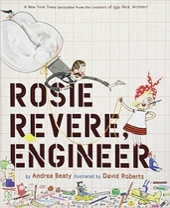 A New York Times bestseller from the creators of Iggy Peck, Architect
ROSIE
REVERE,
ENGINEER
by Andrea Beaty illustrated by David Roberts